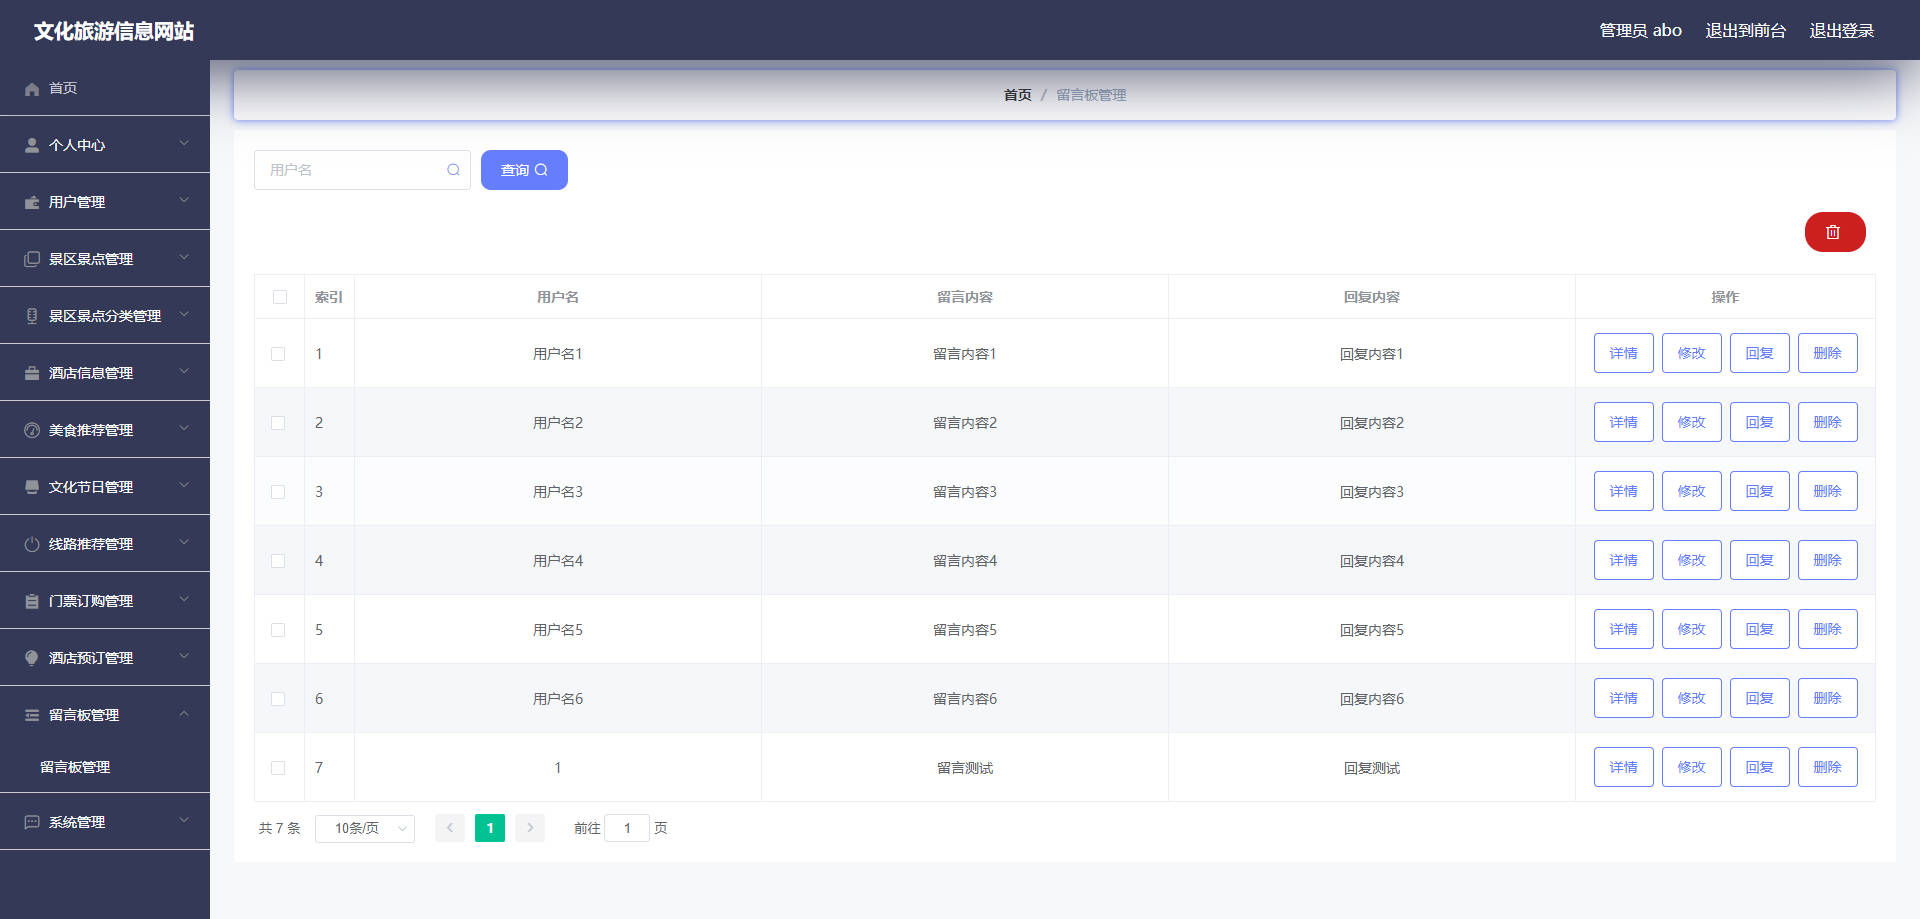 文化旅游信息网站
管理员 abo 退出到前台 退出登录
首页
个人中心
用户管理
景区景点管理
景区景点分类管理
酒店信息管理
美食推荐管理
文化节日管理
线路推荐管理
门票订购管理
酒店预订管理
留言板管理
留言板管理
系统管理
首页 / 留言板管理
用户名 查询
索引 用户名 留言内容 回复内容 操作
1 用户名1 留言内容1 回复内容1 详情 修改 回复 删除
2 用户名2 留言内容2 回复内容2 详情 修改 回复 删除
3 用户名3 留言内容3 回复内容3 详情 修改 回复 删除
4 用户名4 留言内容4 回复内容4 详情 修改 回复 删除
5 用户名5 留言内容5 回复内容5 详情 修改 回复 删除
6 用户名6 留言内容6 回复内容6 详情 修改 回复 删除
7 1 留言测试 回复测试 详情 修改 回复 删除
共 7 条 10条/页 1 前往 1 页